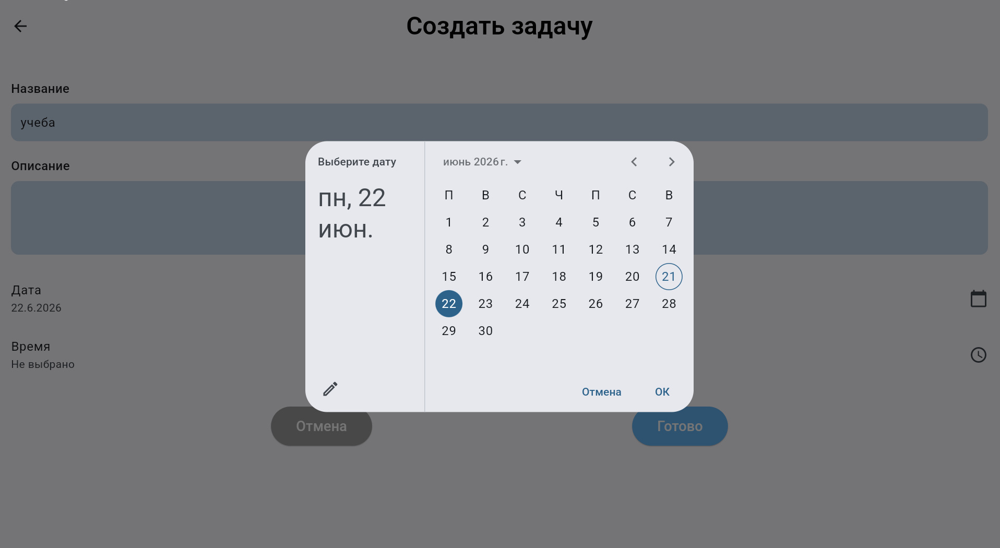 Создать задачу
Название
учеба
Описание
Дата
22.6.2026
Время
Не выбрано
Отмена
Готово
Выберите дату
пн, 22
июн.
июнь 2026 г.
П В С Ч П С В
1 2 3 4 5 6 7
8 9 10 11 12 13 14
15 16 17 18 19 20 21
22 23 24 25 26 27 28
29 30
Отмена ОК